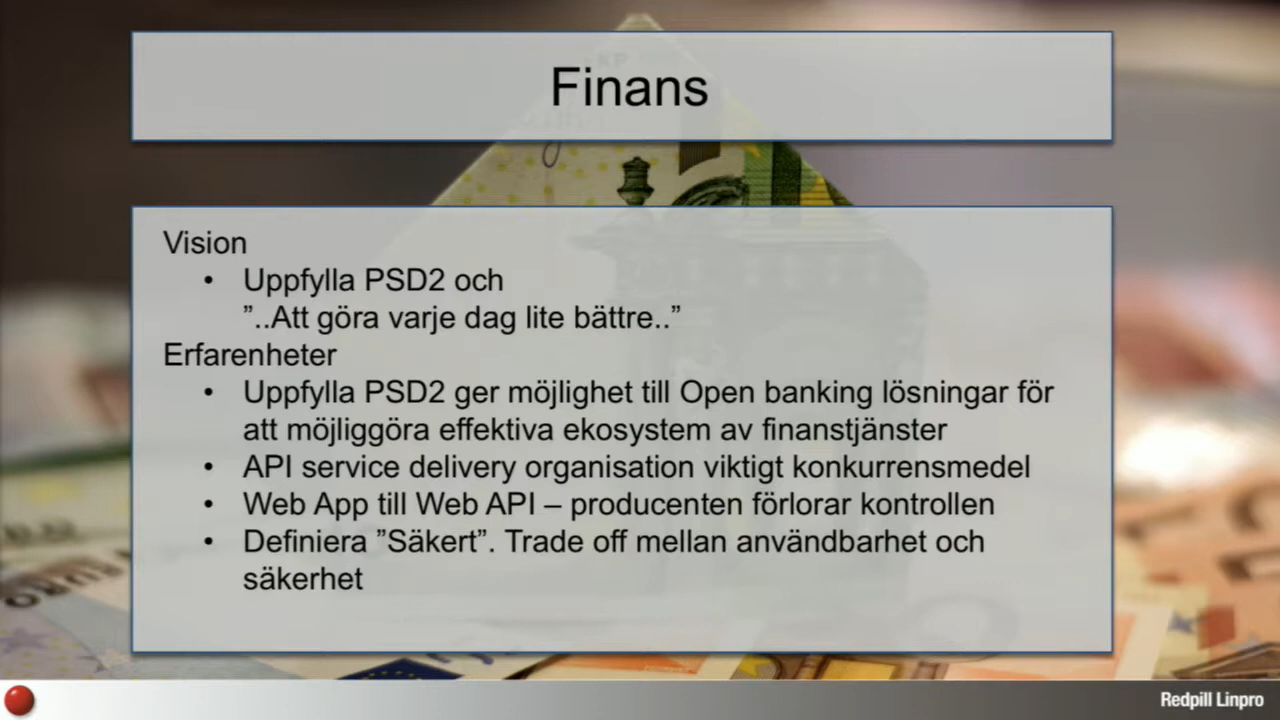 Finans
Vision
• Uppfylla PSD2 och
”..Att göra varje dag lite bättre..”
Erfarenheter
• Uppfylla PSD2 ger möjlighet till Open banking lösningar för
att möjliggöra effektiva ekosystem av finanstjänster
• API service delivery organisation viktigt konkurrensmedel
• Web App till Web API – producenten förlorar kontrollen
• Definiera ”Säkert”. Trade off mellan användbarhet och
säkerhet
EURO
Redpill Linpro